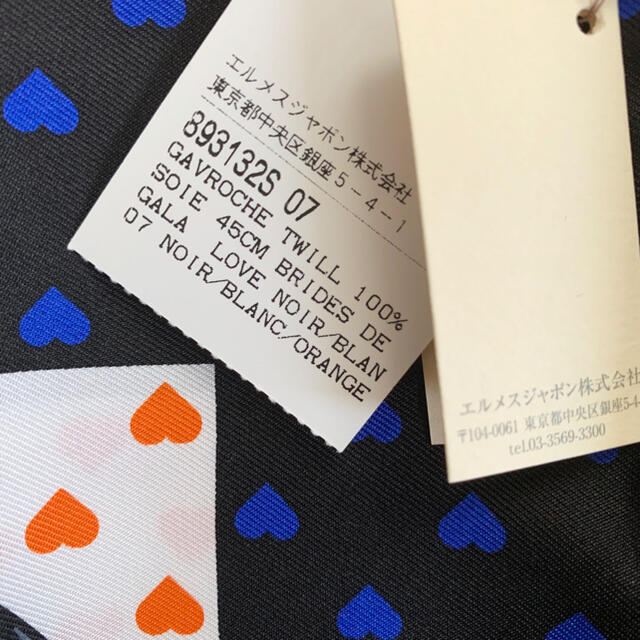 エルメスジャポン株式会社
東京都中央区銀座5-4-1
893132S 07
GAVROCHE TWILL 100%
SOIE 45CM BRIDES DE
GALA LOVE NOIR/BLAN
07 NOIR/BLANC/ORANGE
エルメスジャポン株式会社
〒104-0061 東京都中央区銀座5-4-
tel.03-3569-3300